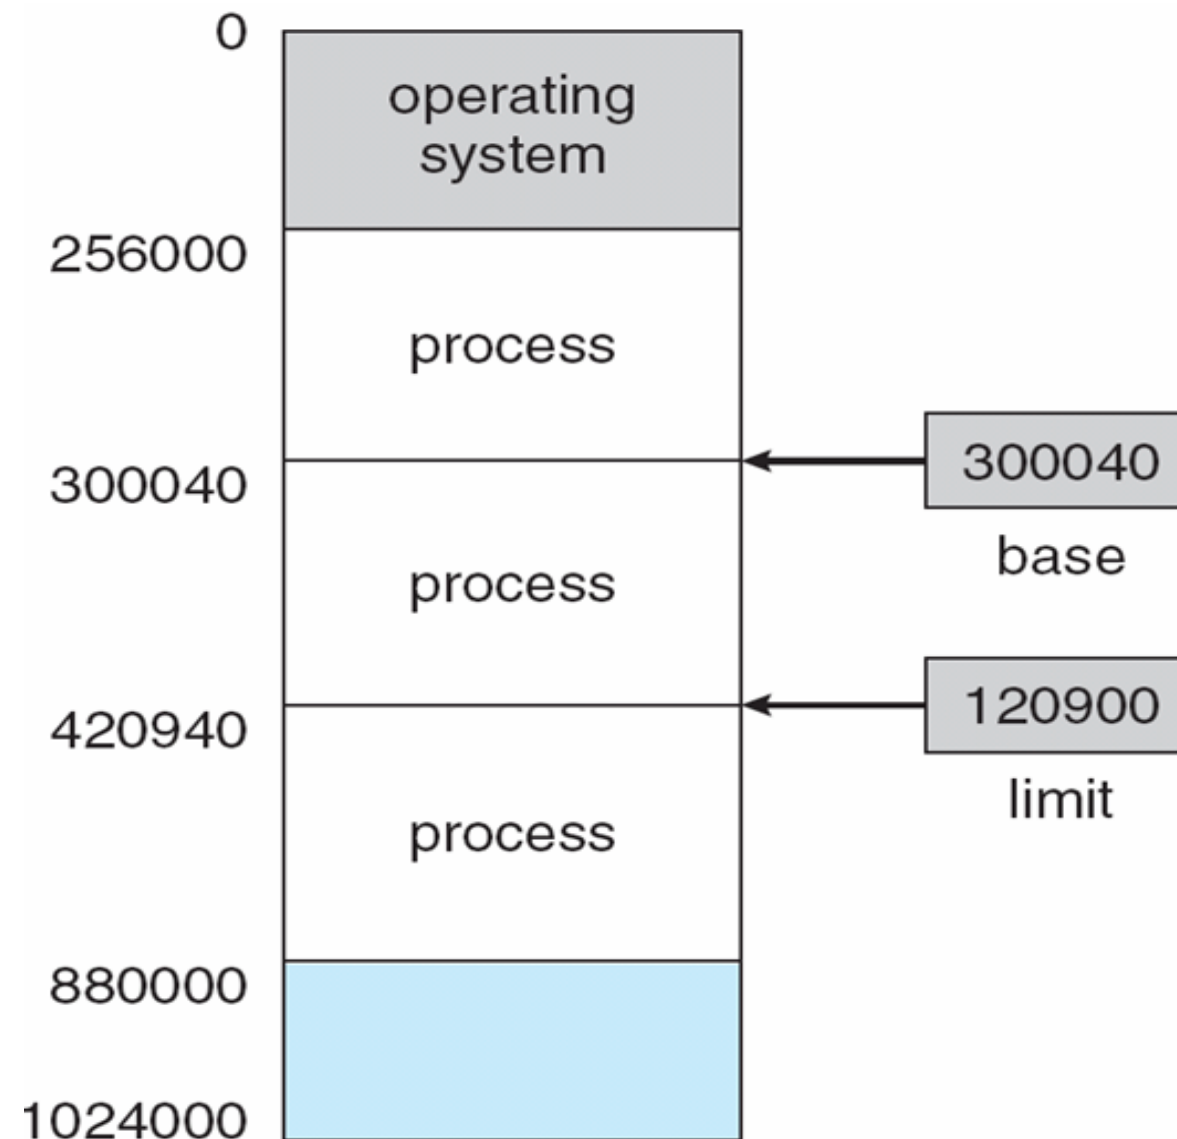 0
operating
system
256000
process
300040
300040
base
process
420940
120900
limit
process
880000
1024000